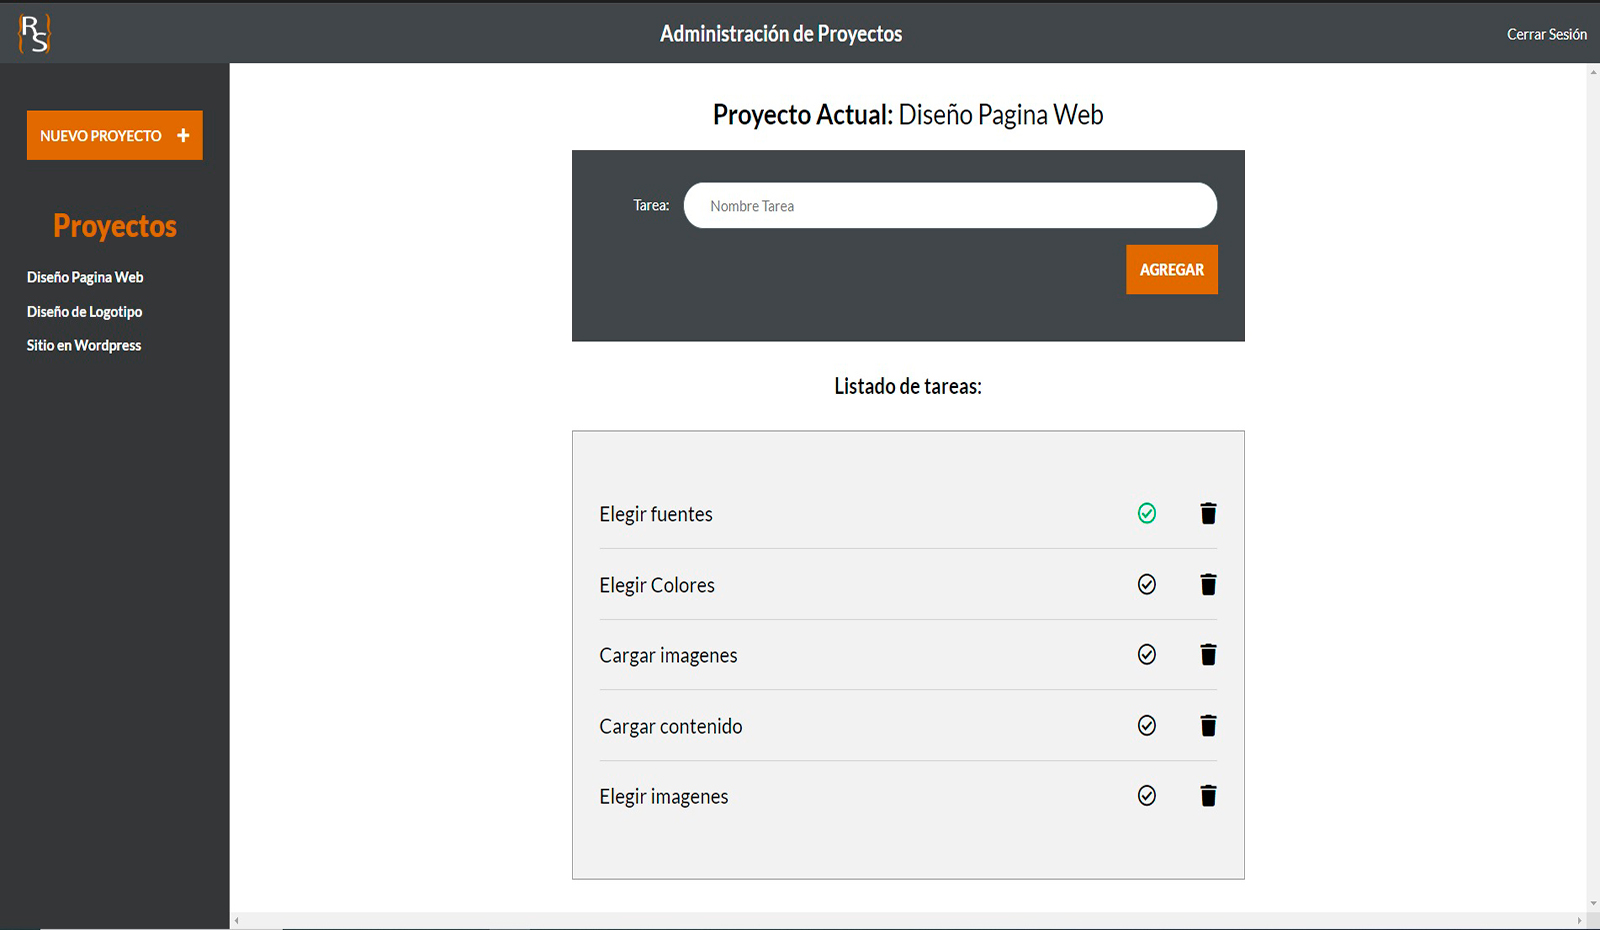 RS
Administración de Proyectos
Cerrar Sesión
NUEVO PROYECTO +
Proyectos
Diseño Pagina Web
Diseño de Logotipo
Sitio en Wordpress
Proyecto Actual: Diseño Pagina Web
Tarea:
Nombre Tarea
AGREGAR
Listado de tareas:
Elegir fuentes
Elegir Colores
Cargar imagenes
Cargar contenido
Elegir imagenes